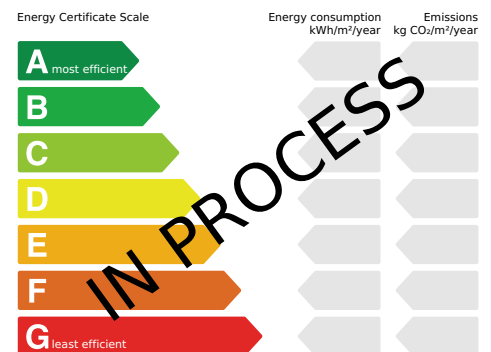 Energy Certificate Scale
Energy consumption
kWh/m²/year
Emissions
kg CO₂/m²/year
A most efficient
B
C
D
E
F
G least efficient
IN PROCESS